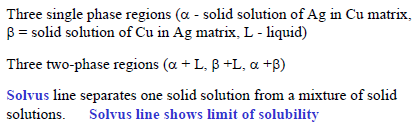 Three single phase regions (α - solid solution of Ag in Cu matrix,
β = solid solution of Cu in Ag matrix, L - liquid)
Three two-phase regions (α + L, β +L, α +β)
Solvus line separates one solid solution from a mixture of solid
solutions. Solvus line shows limit of solubility